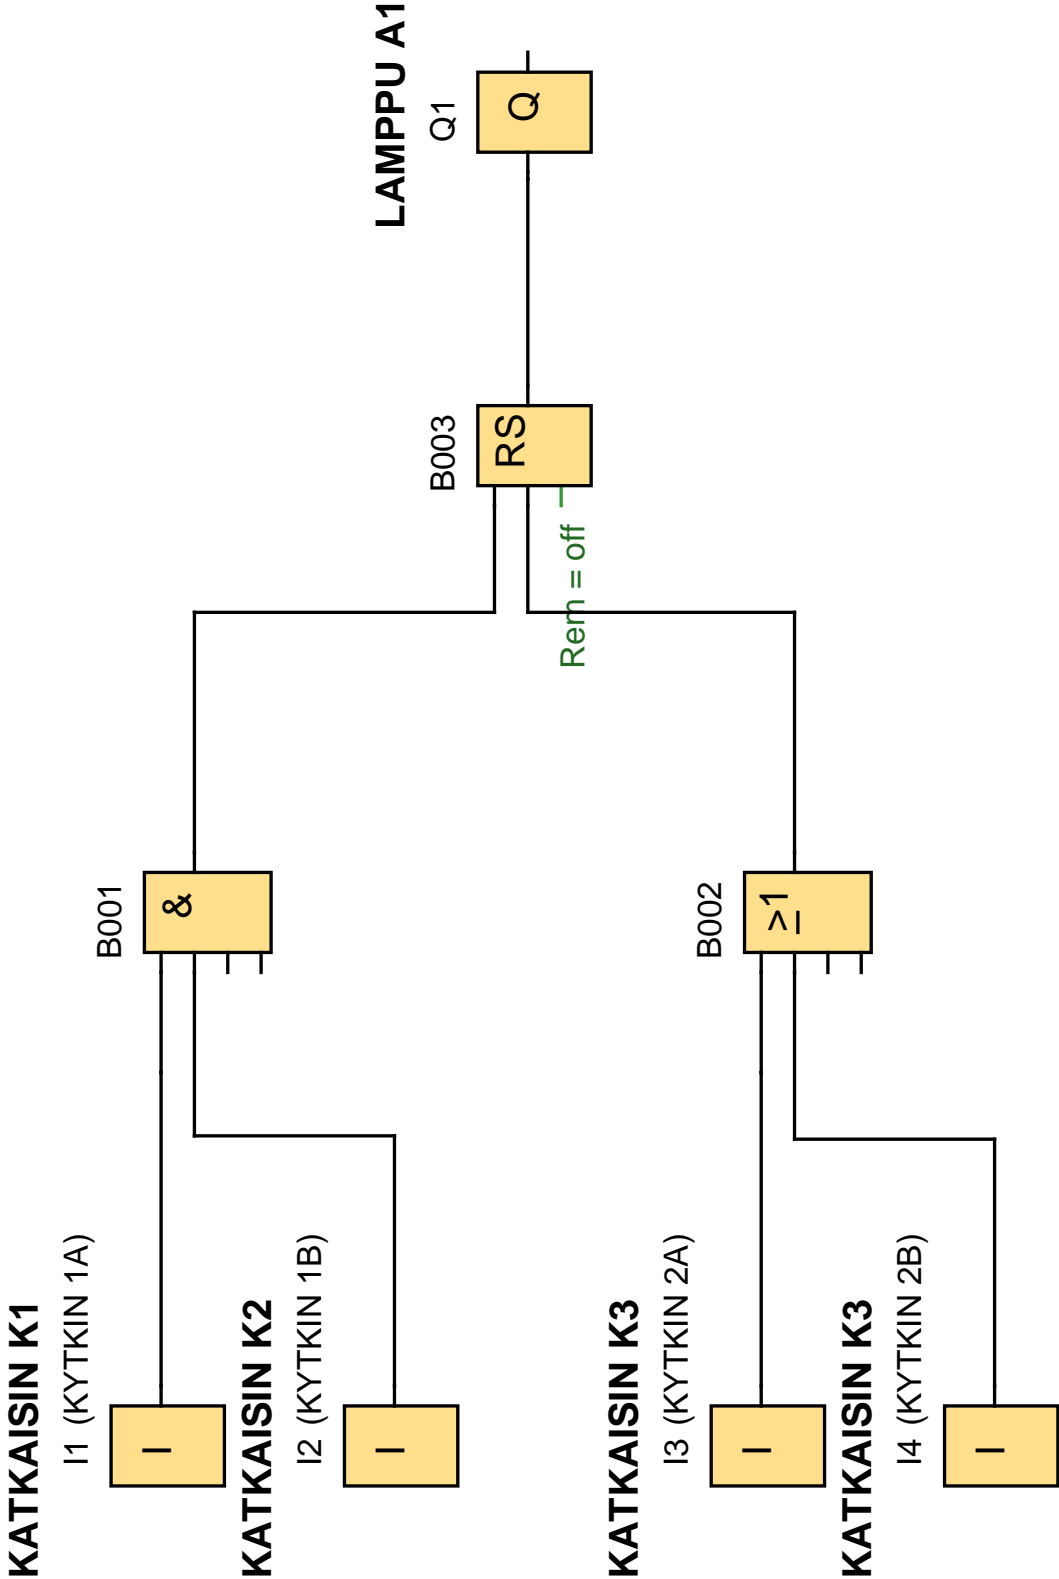 KATKAISIN K1
I1 (KYTKIN 1A)
I
KATKAISIN K2
I2 (KYTKIN 1B)
I
KATKAISIN K3
I3 (KYTKIN 2A)
I
KATKAISIN K3
I4 (KYTKIN 2B)
I
B001
&
B002
≥1
B003
RS
Rem = off
LAMPPU A1
Q1
Q